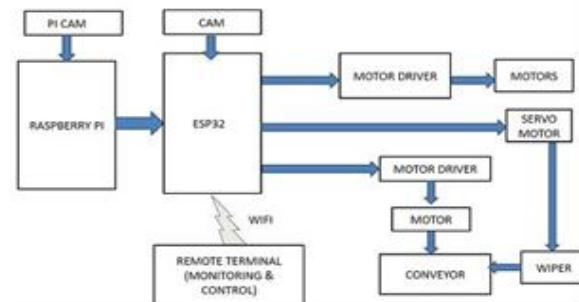 PI CAM
CAM
RASPBERRY PI
ESP32
MOTOR DRIVER
MOTORS
SERVO
MOTOR
MOTOR DRIVER
MOTOR
WIFI
REMOTE TERMINAL
(MONITORING &
CONTROL)
CONVEYOR
WIPER